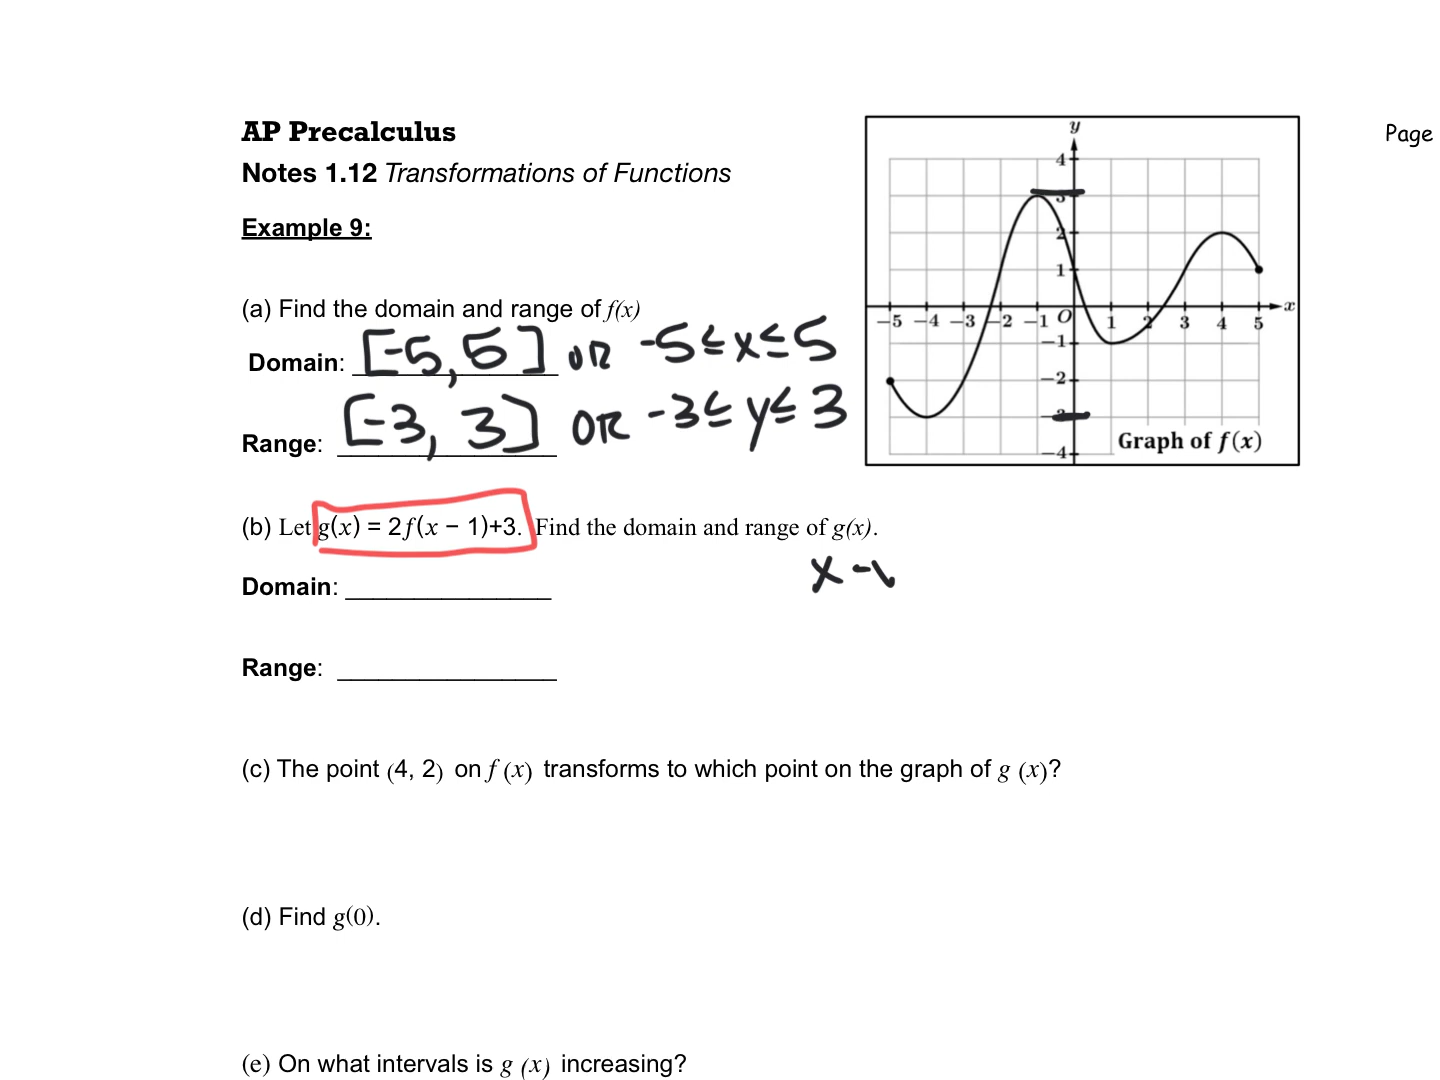 AP Precalculus
Page
Notes 1.12 Transformations of Functions
Example 9:
(a) Find the domain and range of f(x)
Domain: [-5, 5] OR -5≤x≤5
Range: [-3, 3] OR -3≤y≤3
y
4
3
2
1
-5 -4 -3 -2 -1 O 1 2 3 4 5 x
-1
-2
-3
-4
Graph of f(x)
(b) Let g(x) = 2f(x − 1)+3. Find the domain and range of g(x).
x -
Domain: _______________
Range: ________________
(c) The point (4, 2) on f (x) transforms to which point on the graph of g (x)?
(d) Find g(0).
(e) On what intervals is g (x) increasing?